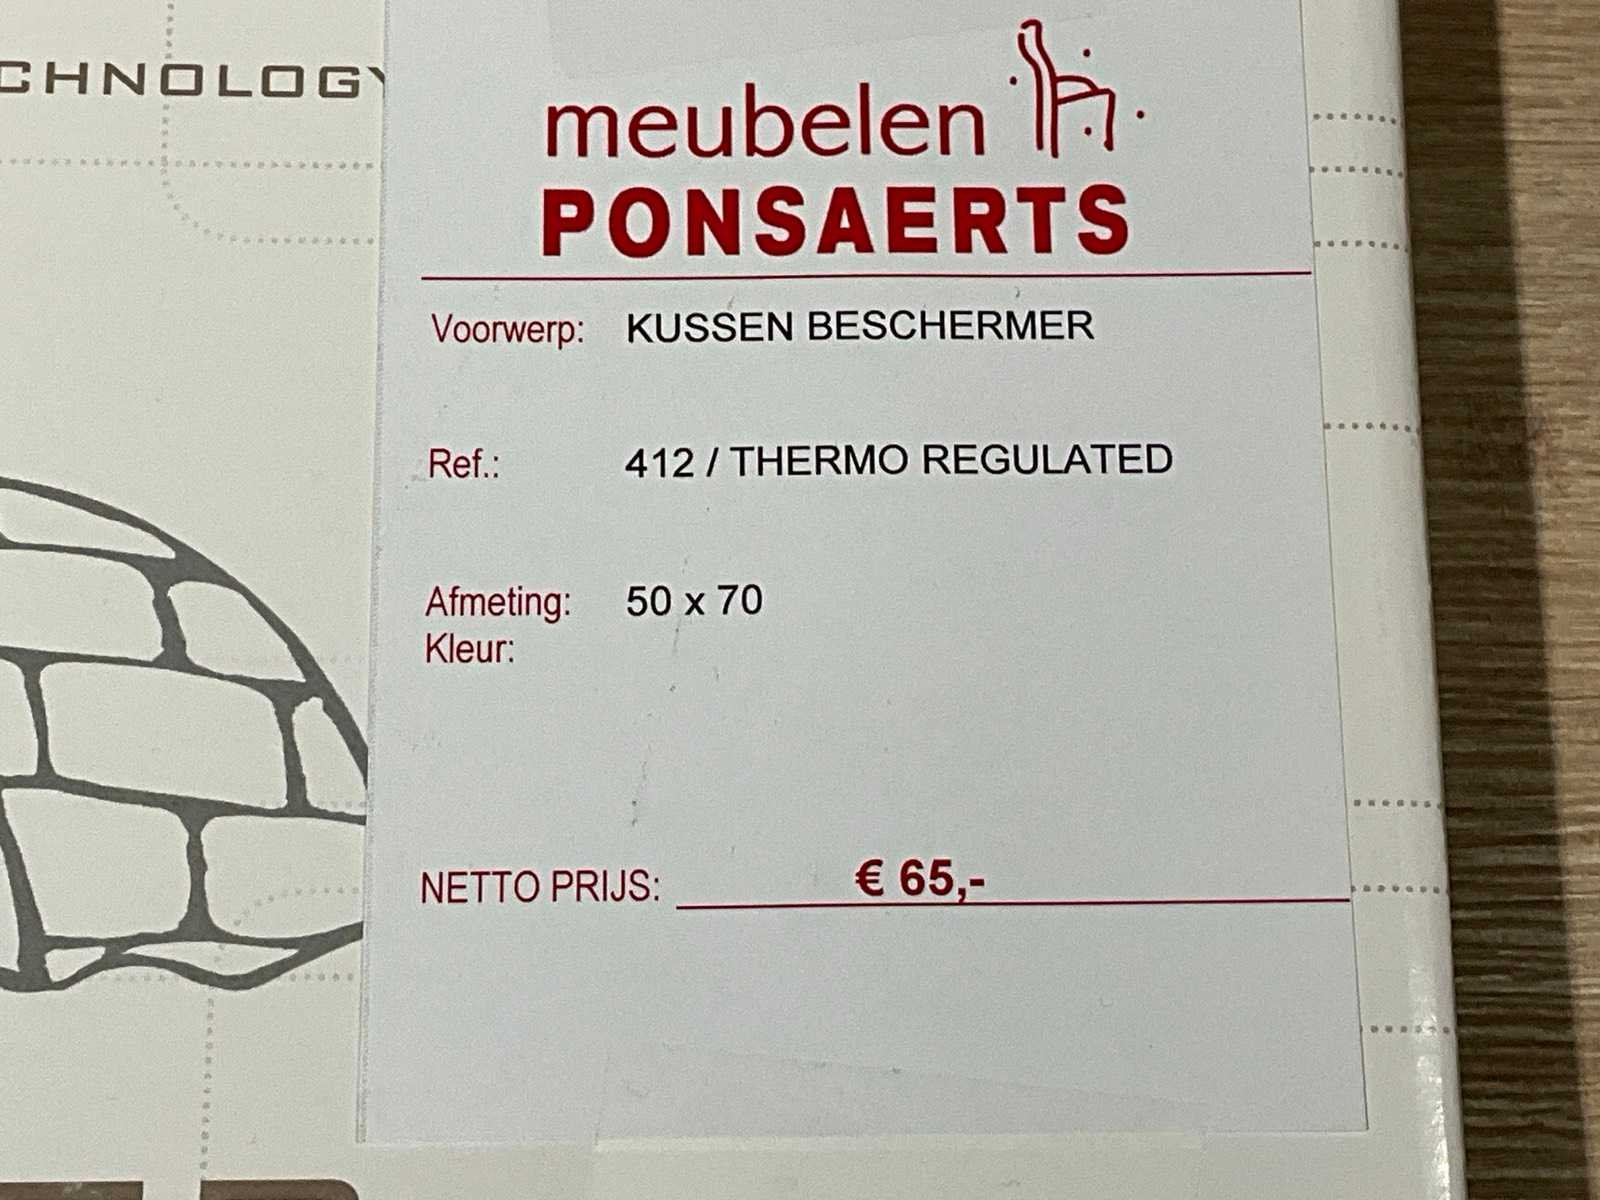 CHNOLOGY
meubelen
PONSAERTS
Voorwerp: KUSSEN BESCHERMER
Ref.: 412 / THERMO REGULATED
Afmeting: 50 x 70
Kleur:
NETTO PRIJS: € 65,-